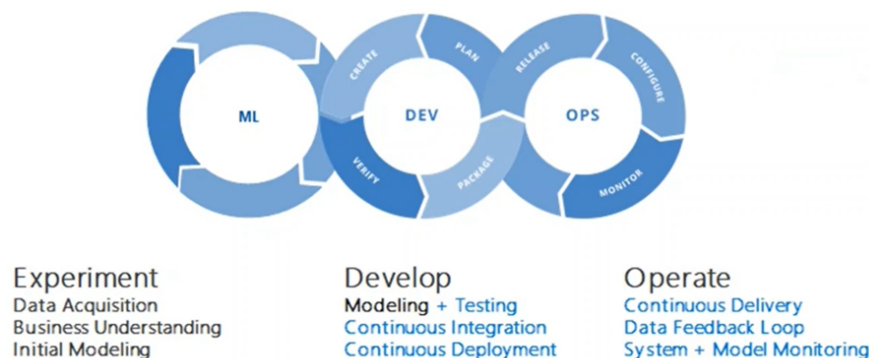 CREATE
PLAN
RELEASE
CONFIGURE
ML
DEV
OPS
VERIFY
PACKAGE
MONITOR
Experiment
Data Acquisition
Business Understanding
Initial Modeling
Develop
Modeling + Testing
Continuous Integration
Continuous Deployment
Operate
Continuous Delivery
Data Feedback Loop
System + Model Monitoring